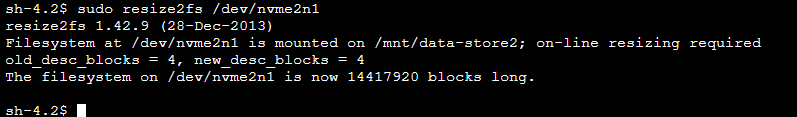 sh-4.2$ sudo resize2fs /dev/nvme2n1
resize2fs 1.42.9 (28-Dec-2013)
Filesystem at /dev/nvme2n1 is mounted on /mnt/data-store2; on-line resizing required
old_desc_blocks = 4, new_desc_blocks = 4
The filesystem on /dev/nvme2n1 is now 14417920 blocks long.
sh-4.2$